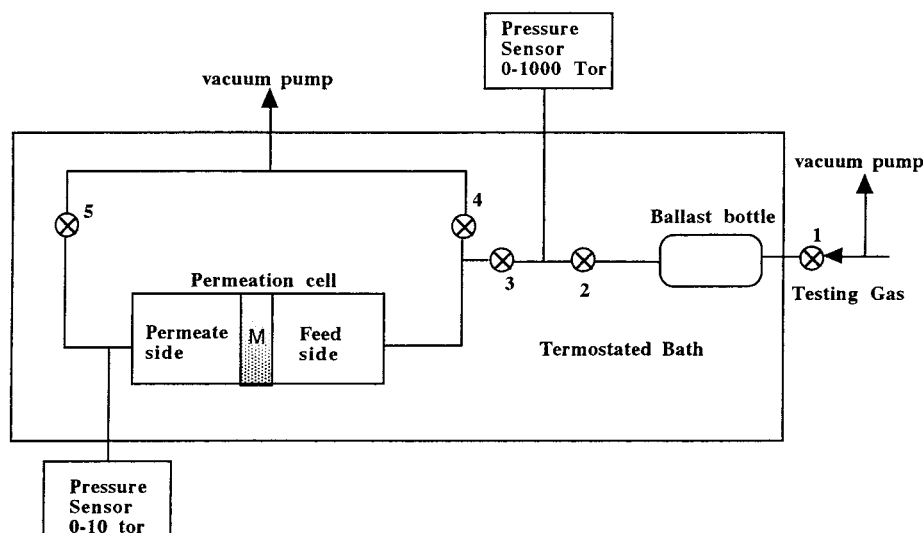 Pressure
Sensor
0-1000 Tor
vacuum pump
vacuum pump
5
4
Ballast bottle
1
3
2
Testing Gas
Permeation cell
Permeate
side
M
Feed
side
Termostated Bath
Pressure
Sensor
0-10 tor